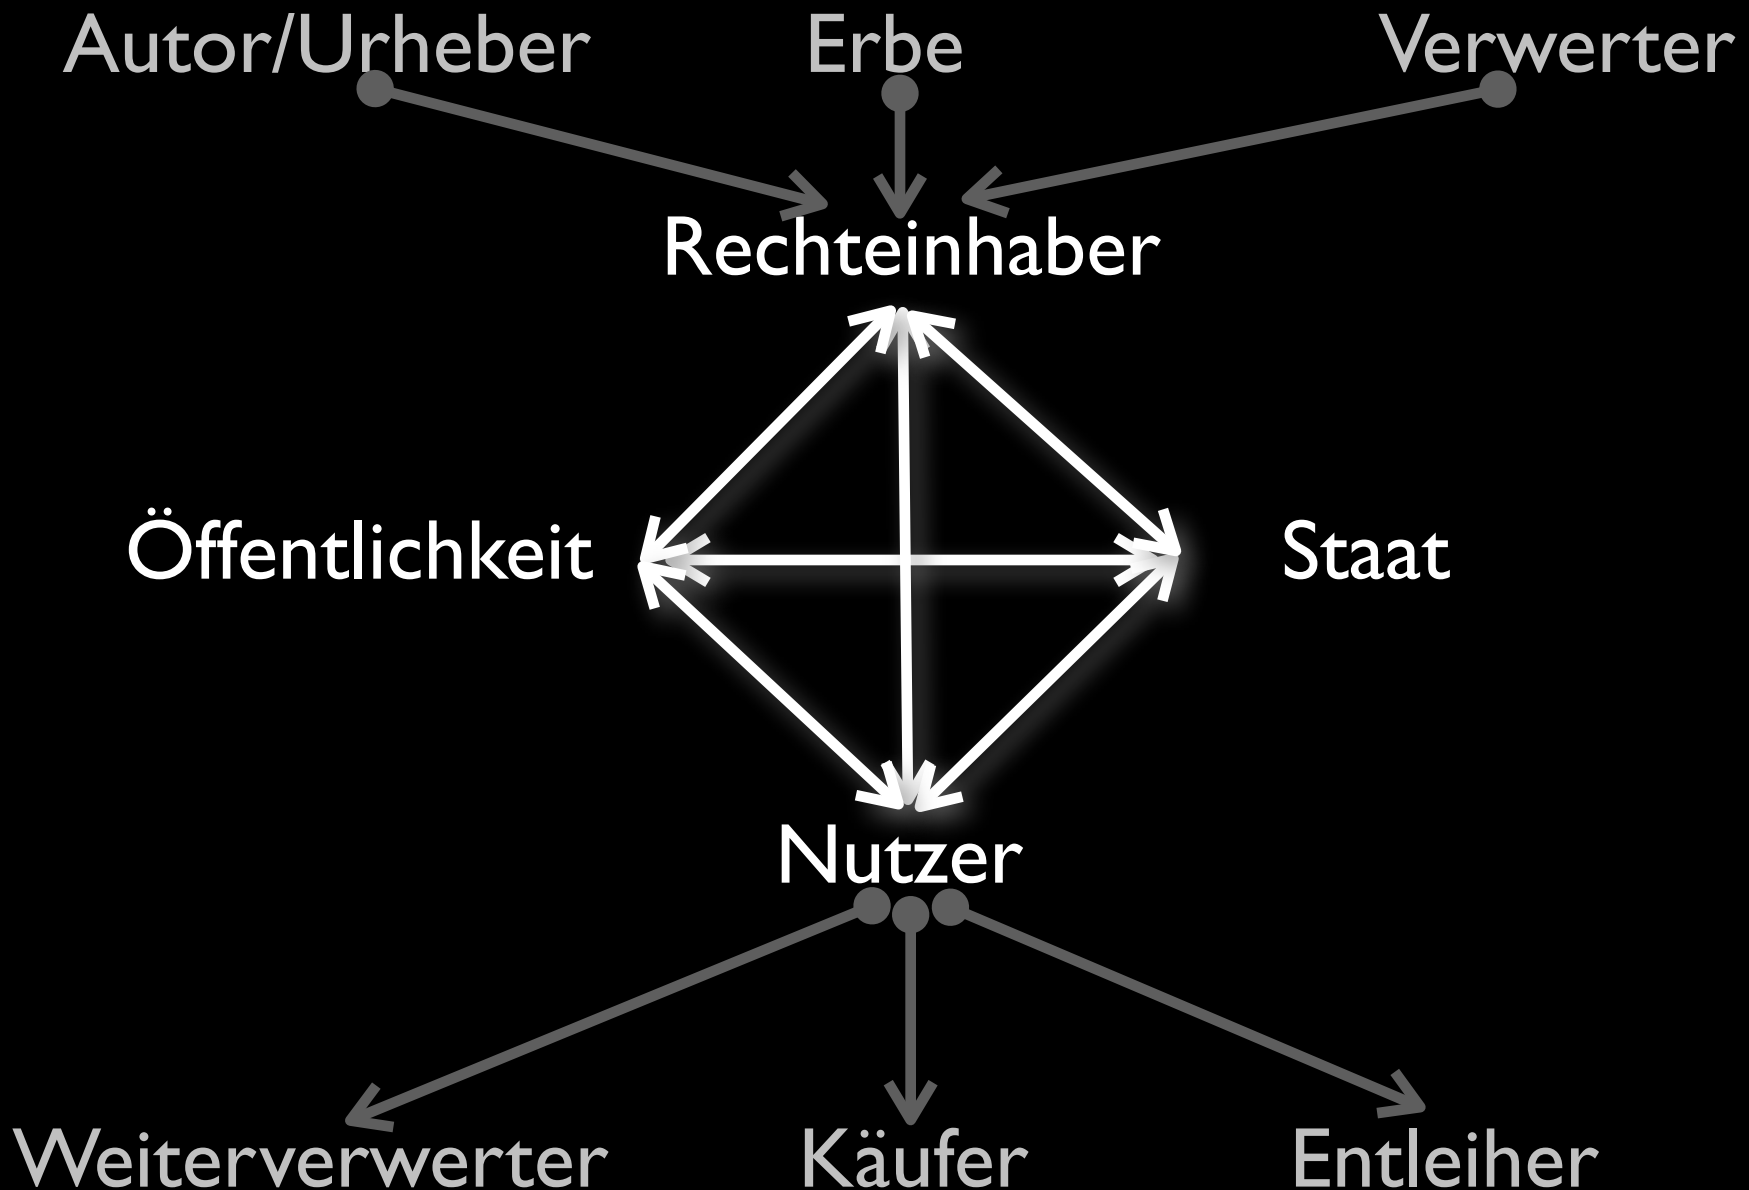 Autor/Urheber Erbe Verwerter
Rechteinhaber
Öffentlichkeit Staat
Nutzer
Weiterverwerter Käufer Entleiher